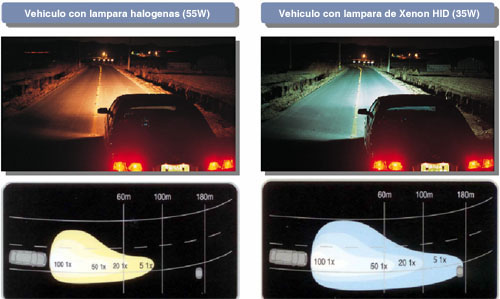 Vehiculo con lampara halogenas (55W)
Vehiculo con lampara de Xenon HID (35W)
60m 100m 180m
100 1x 50 1x 20 1x 5 1x
60m 100m 180m
100 1x 50 1x 20 1x 5 1x